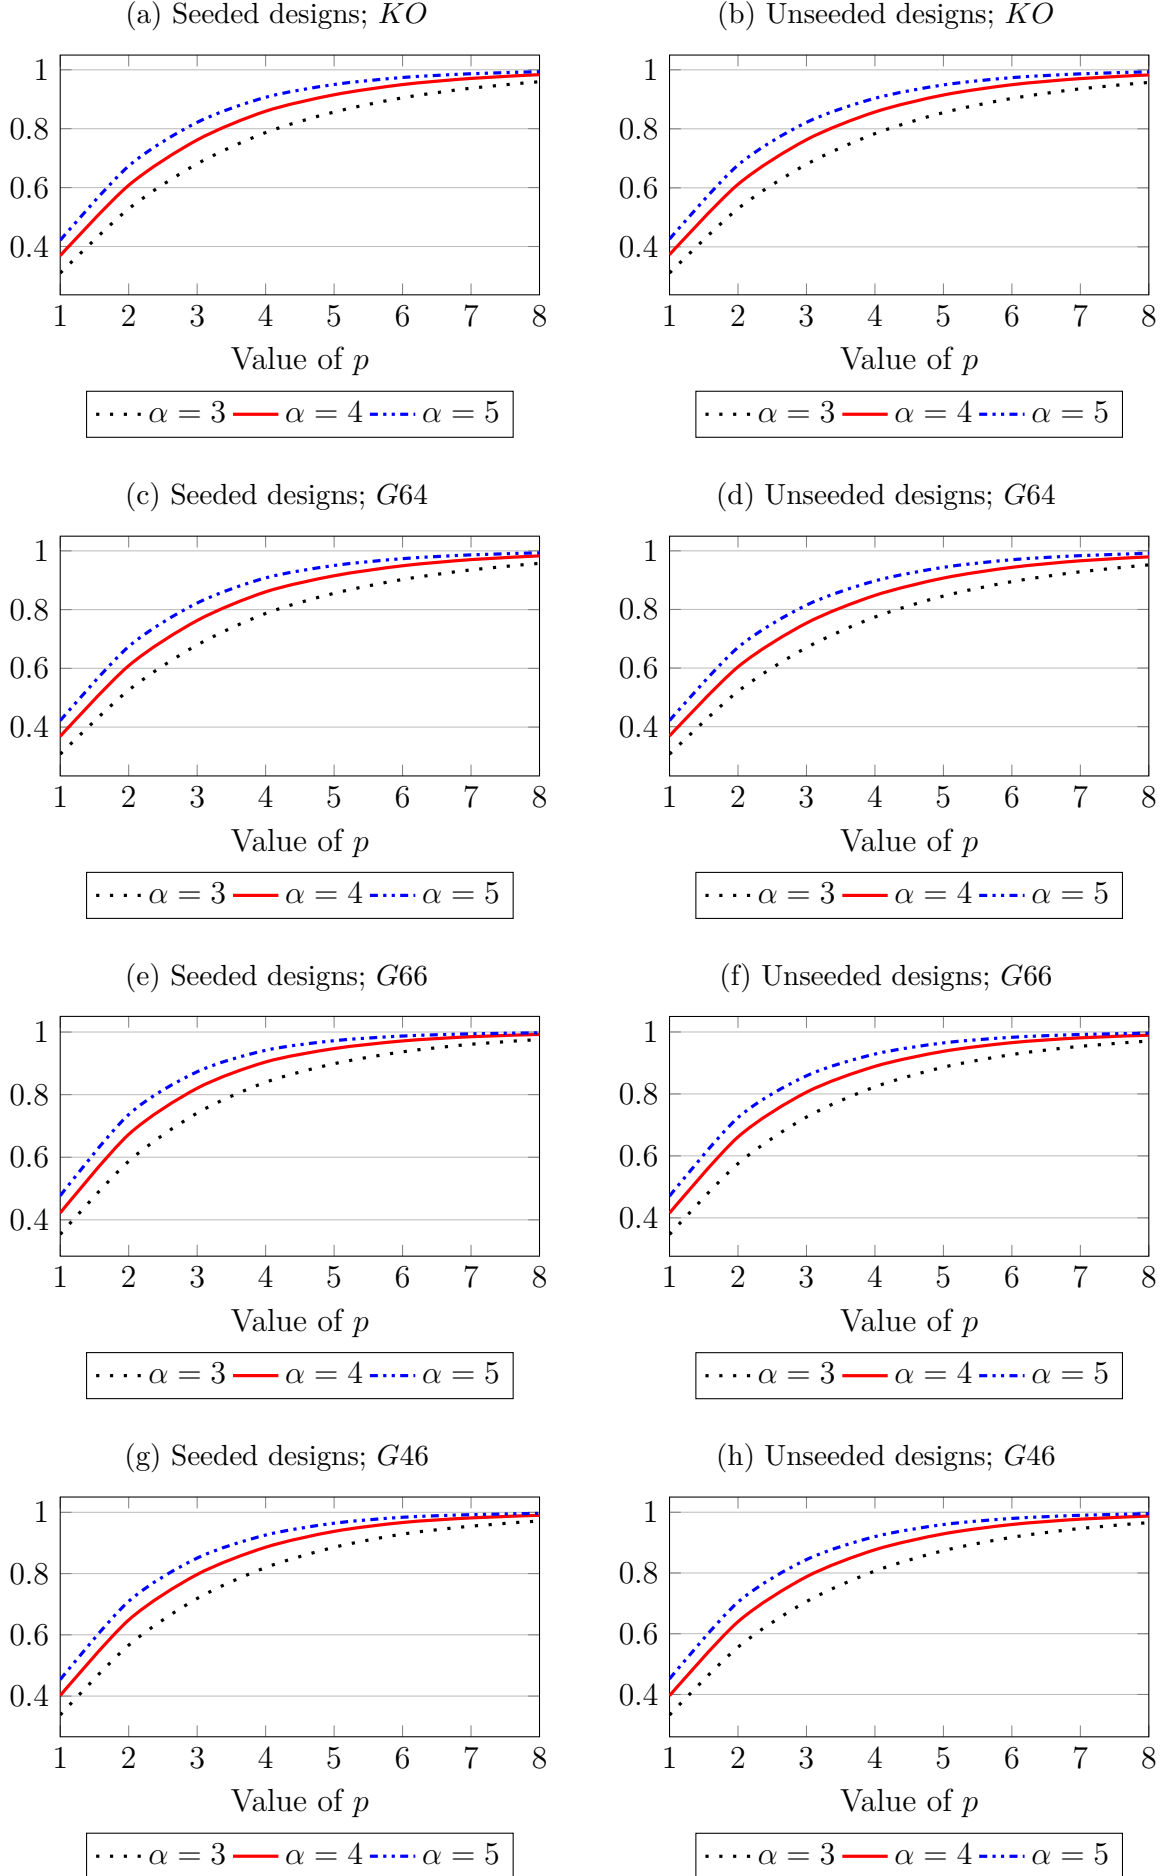 (a) Seeded designs; KO
(b) Unseeded designs; KO
1
0.8
0.6
0.4
1 2 3 4 5 6 7 8
Value of p
α = 3 α = 4 α = 5
1
0.8
0.6
0.4
1 2 3 4 5 6 7 8
Value of p
α = 3 α = 4 α = 5
(c) Seeded designs; G64
(d) Unseeded designs; G64
1
0.8
0.6
0.4
1 2 3 4 5 6 7 8
Value of p
α = 3 α = 4 α = 5
1
0.8
0.6
0.4
1 2 3 4 5 6 7 8
Value of p
α = 3 α = 4 α = 5
(e) Seeded designs; G66
(f) Unseeded designs; G66
1
0.8
0.6
0.4
1 2 3 4 5 6 7 8
Value of p
α = 3 α = 4 α = 5
1
0.8
0.6
0.4
1 2 3 4 5 6 7 8
Value of p
α = 3 α = 4 α = 5
(g) Seeded designs; G46
(h) Unseeded designs; G46
1
0.8
0.6
0.4
1 2 3 4 5 6 7 8
Value of p
α = 3 α = 4 α = 5
1
0.8
0.6
0.4
1 2 3 4 5 6 7 8
Value of p
α = 3 α = 4 α = 5